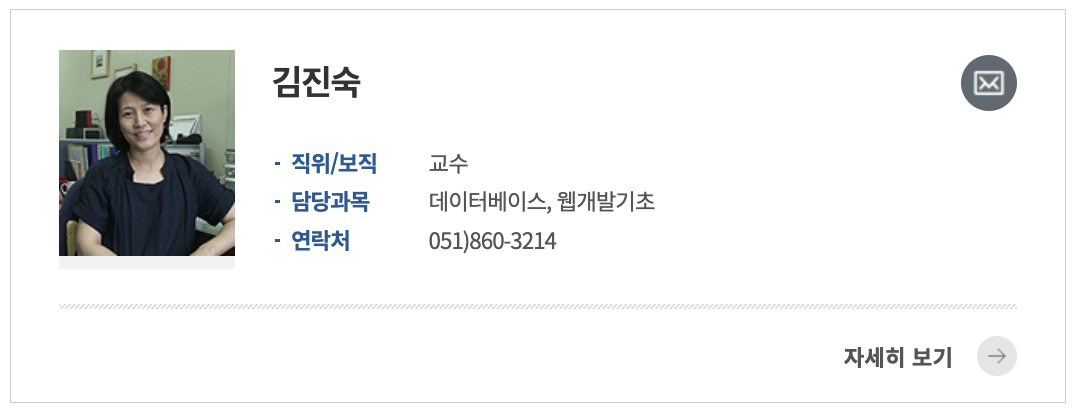 김진숙
- 직위/보직 교수
- 담당과목 데이터베이스, 웹개발기초
- 연락처 051)860-3214
자세히 보기